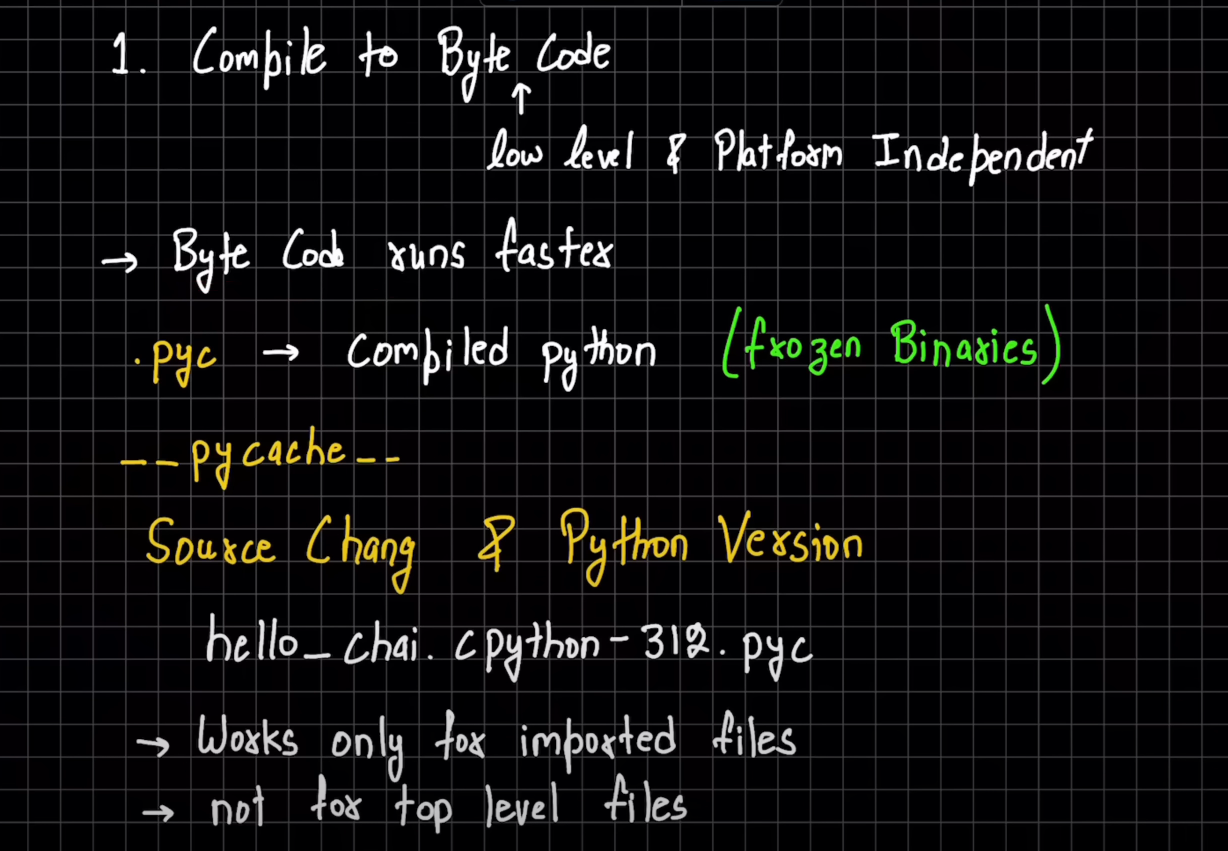 1. Compile to Byte Code
↑
low level & Platform Independent
→ Byte Code runs faster
.pyc → Compiled python (frozen Binaries)
__pycache__
Source Chang & Python Version
hello_chai.cpython-312.pyc
→ Works only for imported files
→ not for top level files